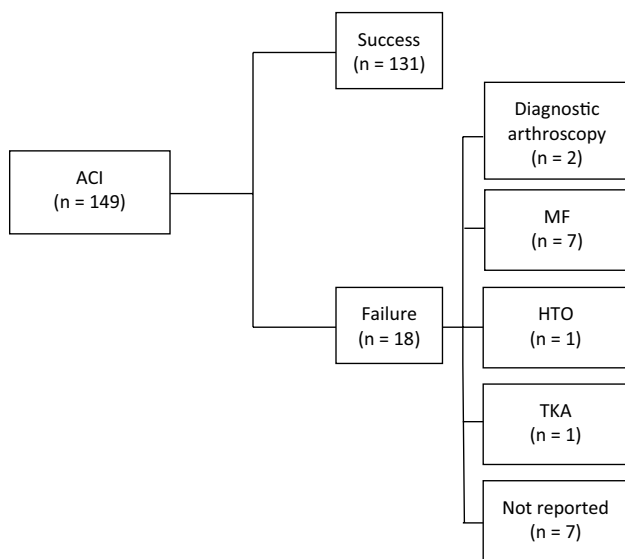 ACI
(n = 149)
Success
(n = 131)
Failure
(n = 18)
Diagnostic
arthroscopy
(n = 2)
MF
(n = 7)
HTO
(n = 1)
TKA
(n = 1)
Not reported
(n = 7)